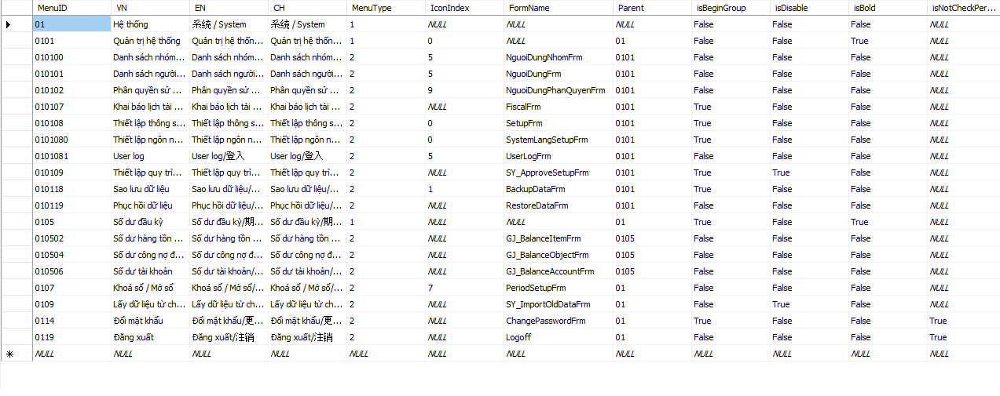 MenuID VN EN CH MenuType IconIndex FormName Parent isBeginGroup isDisable isBold isNotCheckPer...
01 Hệ thống 系统 / System 系统 / System 1 NULL NULL NULL False False False NULL
0101 Quản trị hệ thống Quản trị hệ thốn... Quản trị hệ thốn... 1 0 NULL 01 False False True NULL
010100 Danh sách nhóm... Danh sách nhóm... Danh sách nhóm... 2 5 NguoiDungNhomFrm 0101 False False False NULL
010101 Danh sách người... Danh sách người... Danh sách người... 2 5 NguoiDungFrm 0101 False False False NULL
010102 Phân quyền sử ... Phân quyền sử ... Phân quyền sử ... 2 9 NguoiDungPhanQuyenFrm 0101 False False False NULL
010107 Khai báo lịch tài ... Khai báo lịch tài ... Khai báo lịch tài ... 2 NULL FiscalFrm 0101 True False False NULL
010108 Thiết lập thông s... Thiết lập thông s... Thiết lập thông s... 2 0 SetupFrm 0101 True False False NULL
0101080 Thiết lập ngôn n... Thiết lập ngôn n... Thiết lập ngôn n... 2 0 SystemLangSetupFrm 0101 True False False NULL
0101081 User log User log/登入 User log/登入 2 5 UserLogFrm 0101 False False False NULL
010109 Thiết lập quy trì... Thiết lập quy trì... Thiết lập quy trì... 2 NULL SY_ApproveSetupFrm 0101 True True False NULL
010118 Sao lưu dữ liệu Sao lưu dữ liệu/... Sao lưu dữ liệu/... 2 1 BackupDataFrm 0101 True False False NULL
010119 Phục hồi dữ liệu Phục hồi dữ liệu/... Phục hồi dữ liệu/... 2 NULL RestoreDataFrm 0101 False False False NULL
0105 Số dư đầu kỳ Số dư đầu kỳ/期... Số dư đầu kỳ/期... 1 NULL NULL 01 True False True NULL
010502 Số dư hàng tồn ... Số dư hàng tồn ... Số dư hàng tồn ... 2 NULL GJ_BalanceItemFrm 0105 False False False NULL
010504 Số dư công nợ đ... Số dư công nợ đ... Số dư công nợ đ... 2 NULL GJ_BalanceObjectFrm 0105 False False False NULL
010506 Số dư tài khoản Số dư tài khoản/... Số dư tài khoản/... 2 NULL GJ_BalanceAccountFrm 0105 False False False NULL
0107 Khoá sổ / Mở sổ Khoá sổ / Mở sổ/... Khoá sổ / Mở sổ/... 2 7 PeriodSetupFrm 01 False False False NULL
0109 Lấy dữ liệu từ ch... Lấy dữ liệu từ ch... Lấy dữ liệu từ ch... 2 NULL SY_ImportOldDataFrm 01 False True False NULL
0114 Đổi mật khẩu Đổi mật khẩu/更... Đổi mật khẩu/更... 2 NULL ChangePasswordFrm 01 True False False True
0119 Đăng xuất Đăng xuất/注销 Đăng xuất/注销 2 NULL Logoff 01 False False False True
NULL NULL NULL NULL NULL NULL NULL NULL NULL NULL NULL NULL